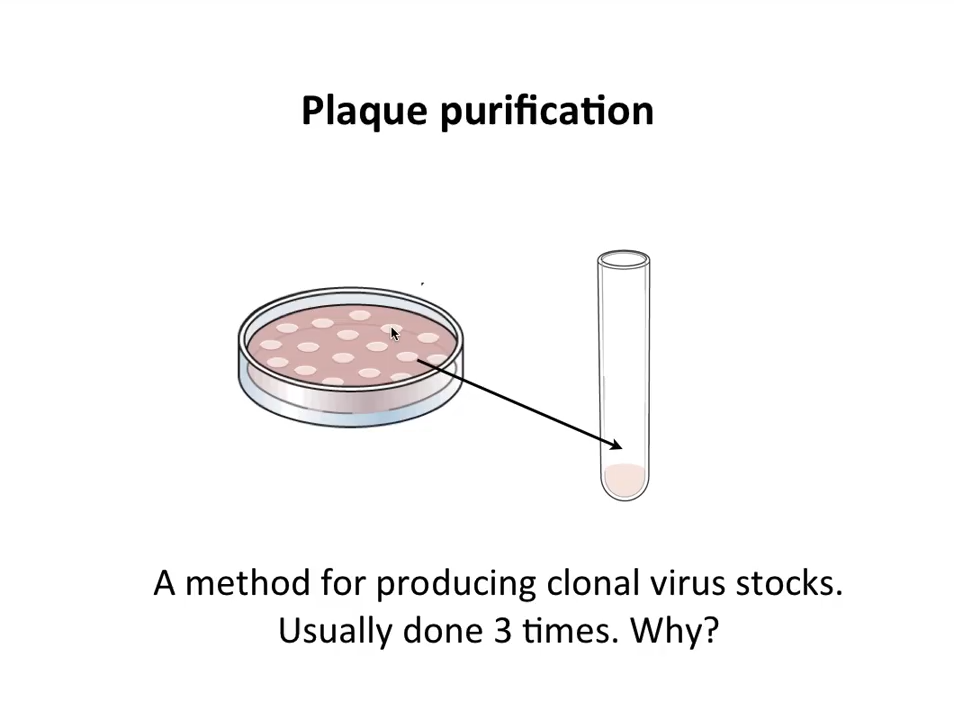 Plaque purification
A method for producing clonal virus stocks.
Usually done 3 times. Why?